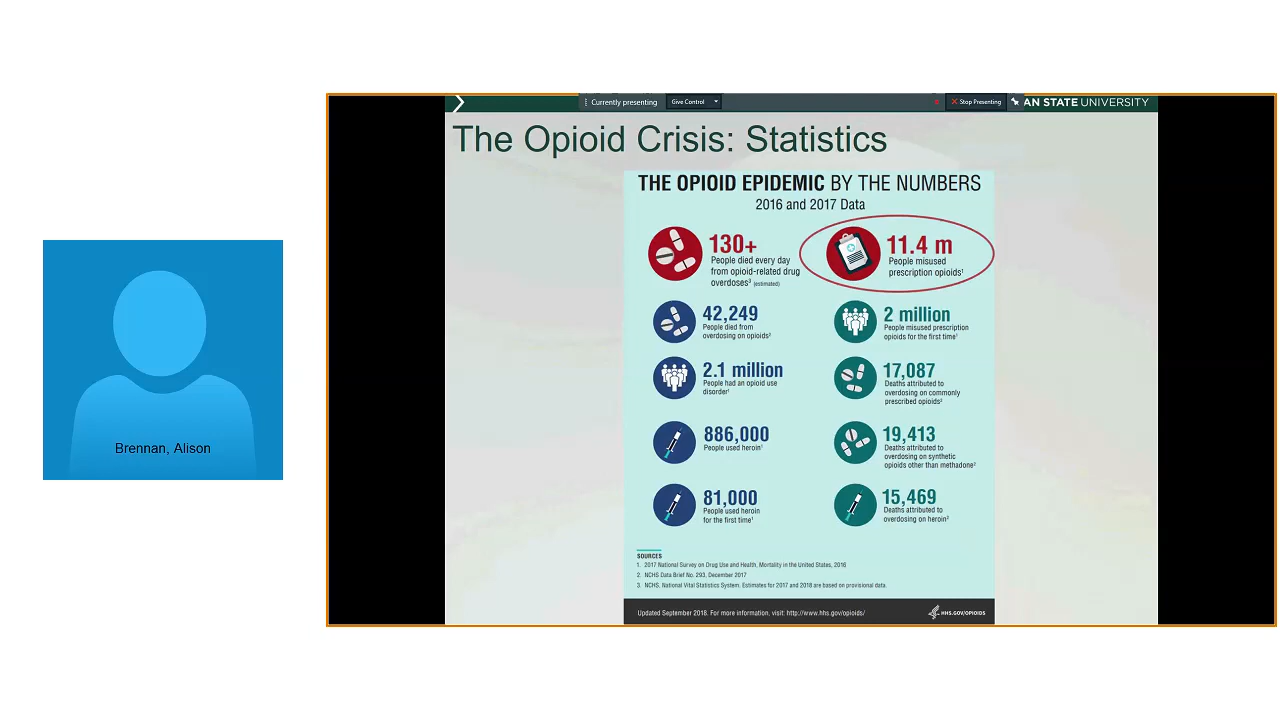 Currently presenting
Give Control
Stop Presenting
AN STATE UNIVERSITY
The Opioid Crisis: Statistics
THE OPIOID EPIDEMIC BY THE NUMBERS
2016 and 2017 Data
130+
People died every day
from opioid-related drug
overdoses³ (estimated)
11.4 m
People misused
prescription opioids¹
42,249
People died from
overdosing on opioids²
2 million
People misused prescription
opioids for the first time¹
2.1 million
People had an opioid use
disorder¹
17,087
Deaths attributed to
overdosing on commonly
prescribed opioids²
886,000
People used heroin¹
19,413
Deaths attributed to
overdosing on synthetic
opioids other than methadone²
81,000
People used heroin
for the first time¹
15,469
Deaths attributed to
overdosing on heroin²
SOURCES
1. 2017 National Survey on Drug Use and Health, Mortality in the United States, 2016
2. NCHS Data Brief No. 293, December 2017
3. NCHS, National Vital Statistics System. Estimates for 2017 and 2018 are based on provisional data.
Updated September 2018. For more information, visit: http://www.hhs.gov/opioids/
HHS.GOV/OPIOIDS
Brennan, Alison